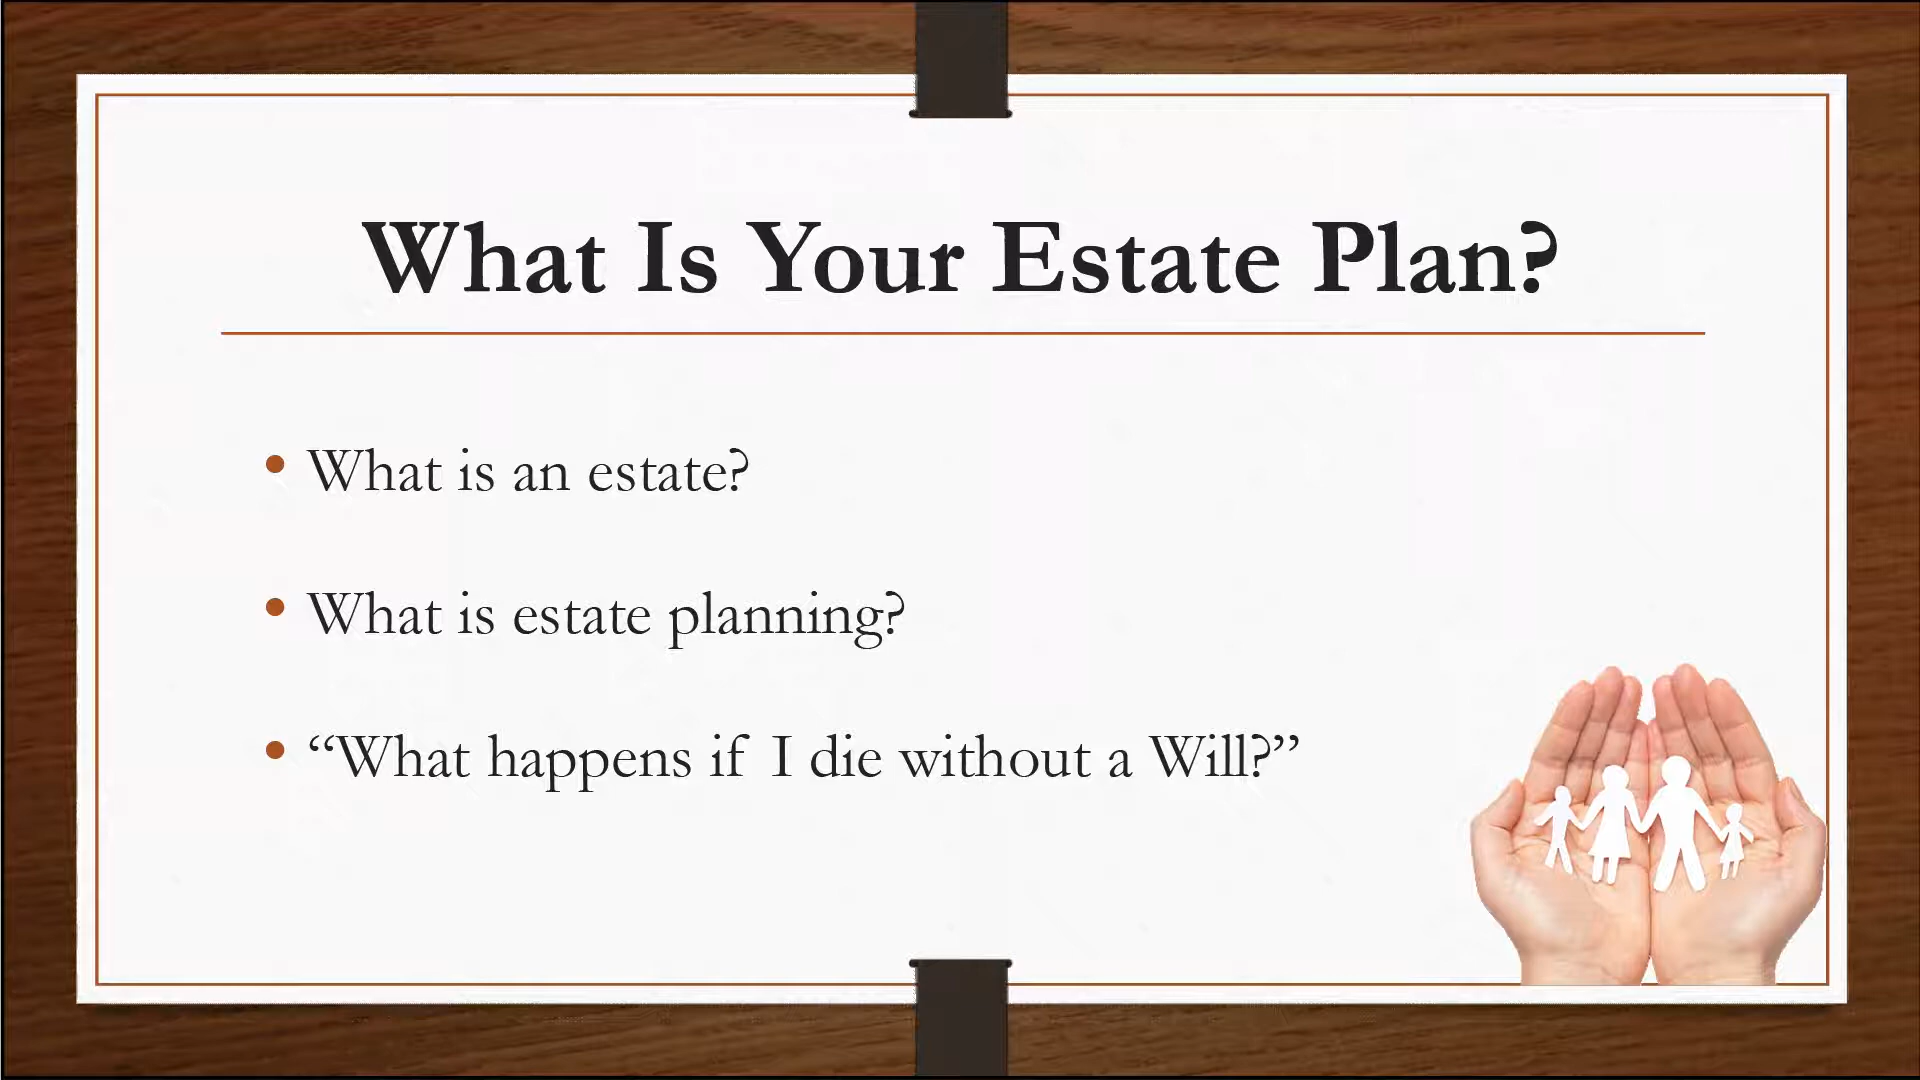 What Is Your Estate Plan?
• What is an estate?
• What is estate planning?
• “What happens if I die without a Will?”